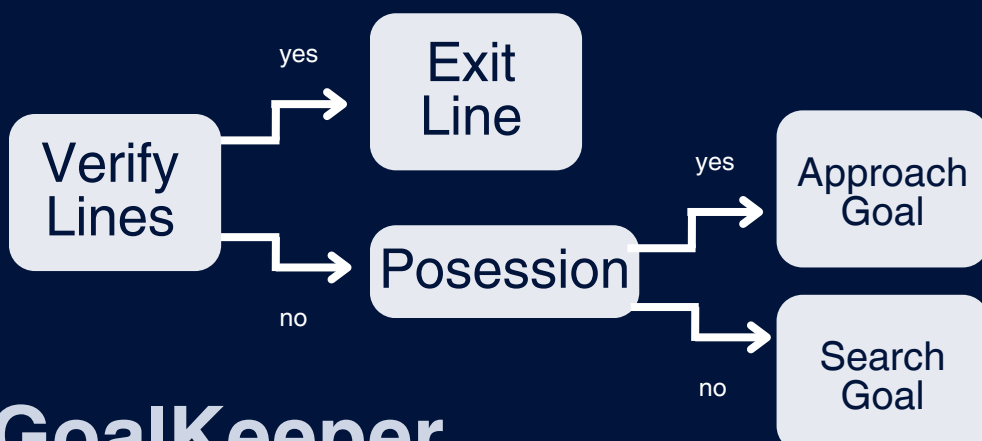 yes
Exit
Line
Verify
Lines
yes
Approach
Goal
Posession
no
Search
Goal
no
GoalKeeper